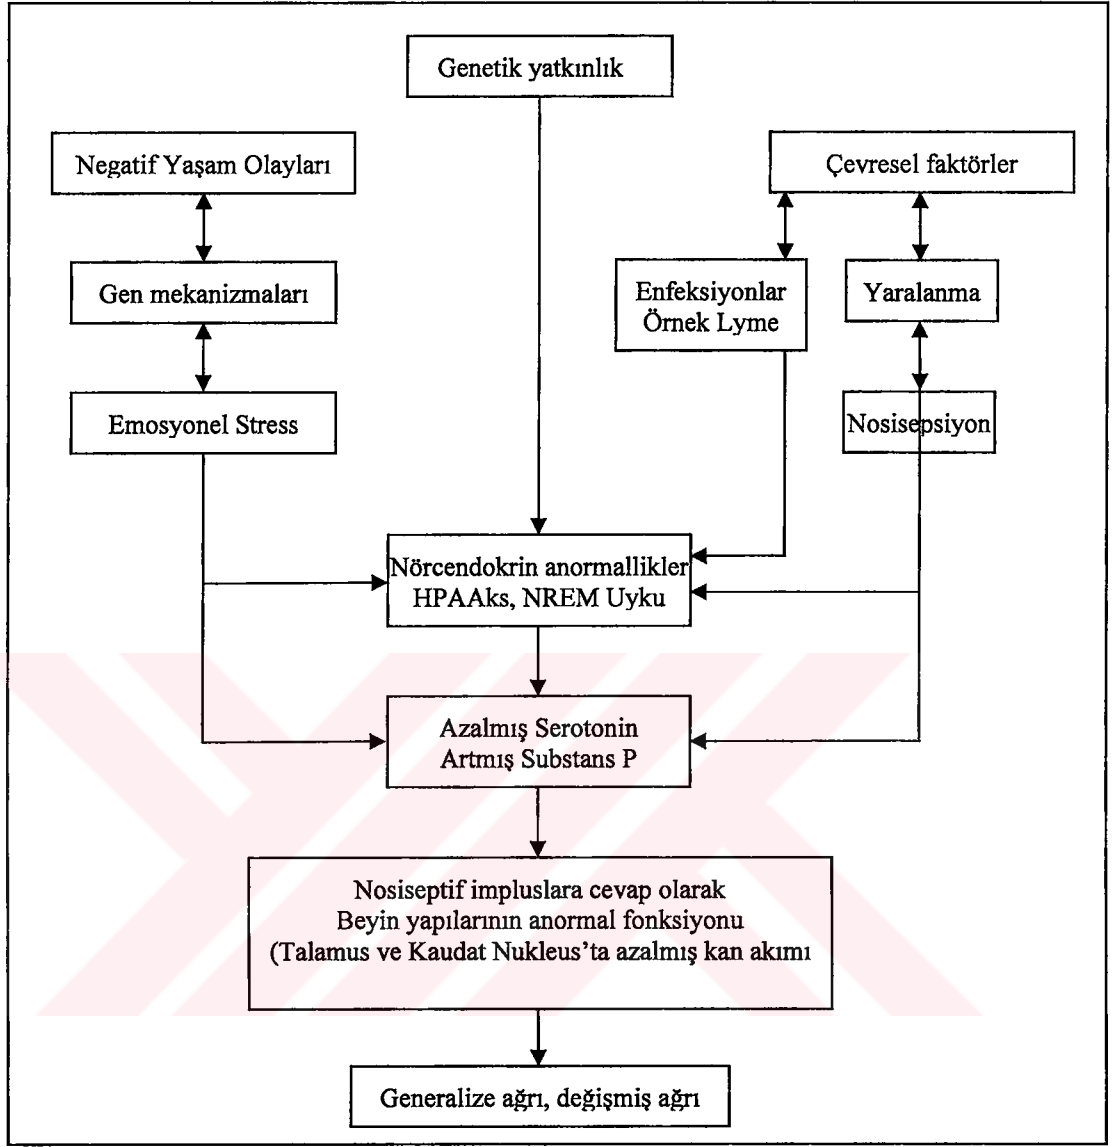 Genetik yatkınlık
Negatif Yaşam Olayları
Çevresel faktörler
Gen mekanizmaları
Enfeksiyonlar
Örnek Lyme
Yaralanma
Emosyonel Stress
Nosisepsiyon
Nörcendokrin anormallikler
HPAAks, NREM Uyku
Azalmış Serotonin
Artmış Substans P
Nosiseptif impluslara cevap olarak
Beyin yapılarının anormal fonksiyonu
(Talamus ve Kaudat Nukleus’ta azalmış kan akımı
Generalize ağrı, değişmiş ağrı